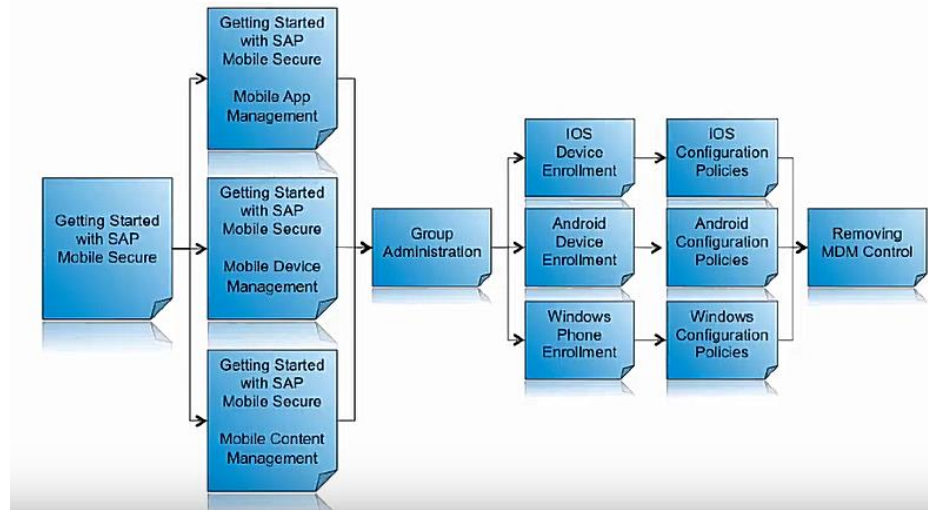 Getting Started
with SAP
Mobile Secure
Getting Started
with SAP
Mobile Secure
Mobile App
Management
Getting Started
with SAP
Mobile Secure
Mobile Device
Management
Getting Started
with SAP
Mobile Secure
Mobile Content
Management
Group
Administration
IOS
Device
Enrollment
IOS
Configuration
Policies
Android
Device
Enrollment
Android
Configuration
Policies
Windows
Phone
Enrollment
Windows
Configuration
Policies
Removing
MDM Control